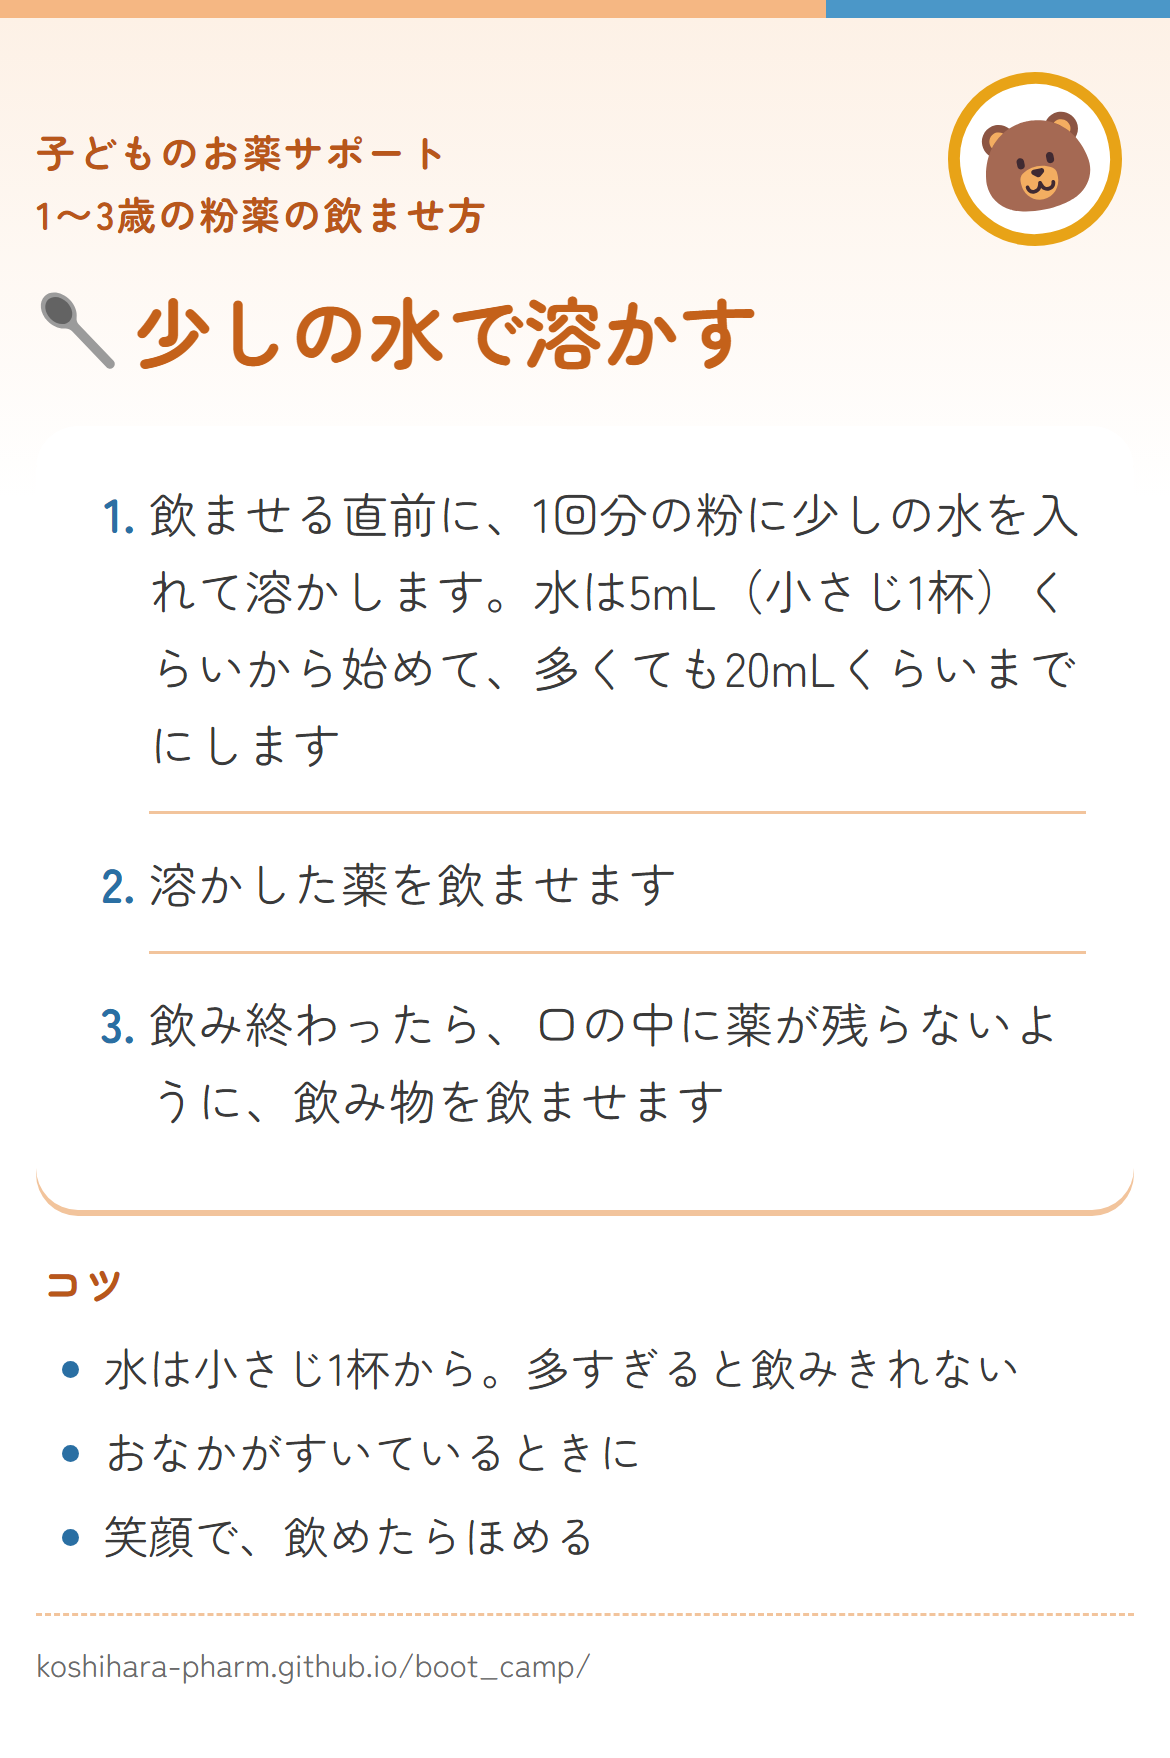 子どものお薬サポート
1〜3歳の粉薬の飲ませ方
少しの水で溶かす
1. 飲ませる直前に、1回分の粉に少しの水を入
れて溶かします。水は5mL（小さじ1杯）く
らいから始めて、多くても20mLくらいまで
にします
2. 溶かした薬を飲ませます
3. 飲み終わったら、口の中に薬が残らないよ
うに、飲み物を飲ませます
コツ
水は小さじ1杯から。多すぎると飲みきれない
おなかがすいているときに
笑顔で、飲めたらほめる
koshihara-pharm.github.io/boot_camp/